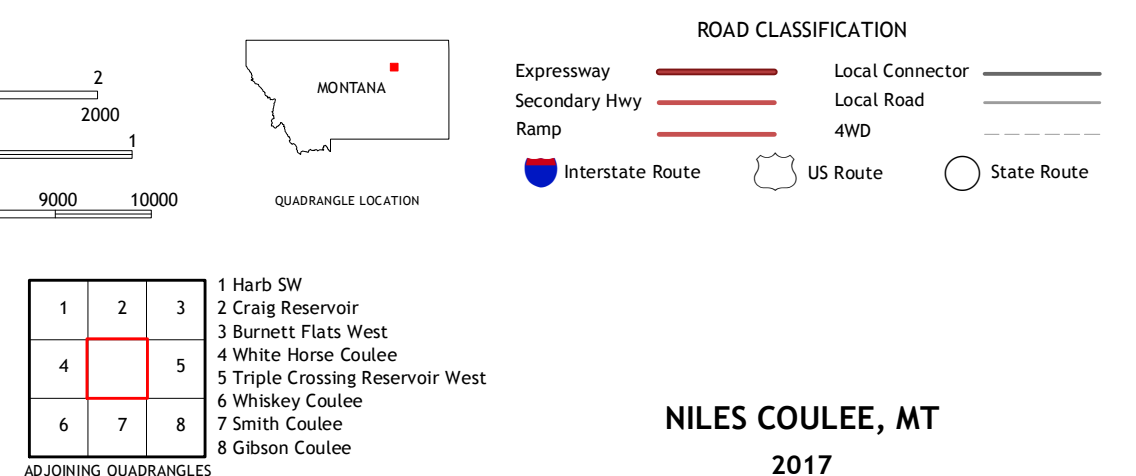 2
2000
1
9000 10000
MONTANA
QUADRANGLE LOCATION
ROAD CLASSIFICATION
Expressway
Secondary Hwy
Ramp
Local Connector
Local Road
4WD
Interstate Route
US Route
State Route
1 2 3
4 5
6 7 8
ADJOINING QUADRANGLES
1 Harb SW
2 Craig Reservoir
3 Burnett Flats West
4 White Horse Coulee
5 Triple Crossing Reservoir West
6 Whiskey Coulee
7 Smith Coulee
8 Gibson Coulee
NILES COULEE, MT
2017